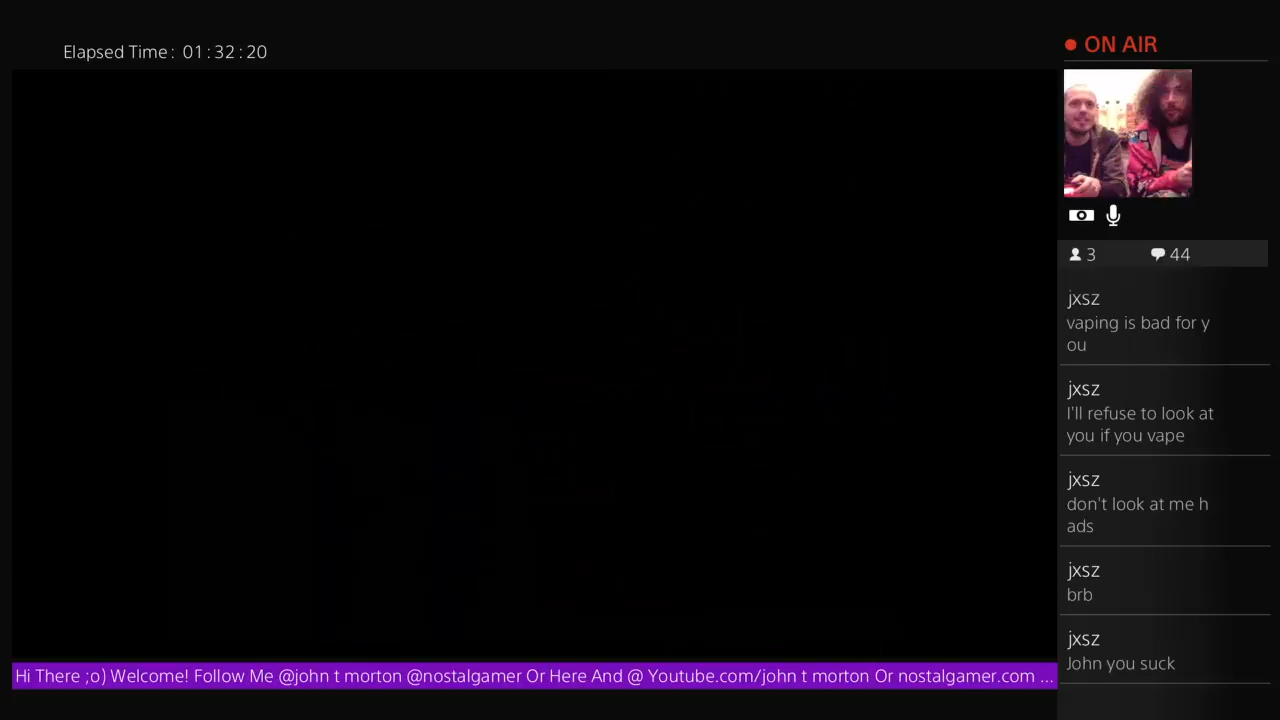 Elapsed Time: 01:32:20
ON AIR
3 44
jxsz
vaping is bad for y
ou
jxsz
I'll refuse to look at
you if you vape
jxsz
don't look at me h
ads
jxsz
brb
jxsz
John you suck
Hi There ;o) Welcome! Follow Me @john t morton @nostalgamer Or Here And @ Youtube.com/john t morton Or nostalgamer.com ...